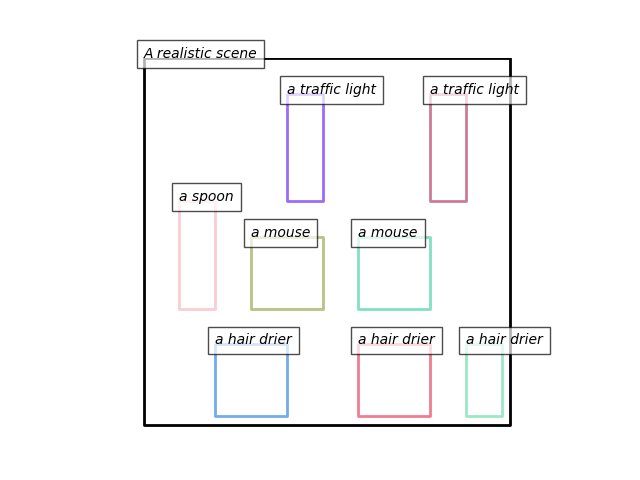 A realistic scene
a traffic light
a traffic light
a spoon
a mouse
a mouse
a hair drier
a hair drier
a hair drier